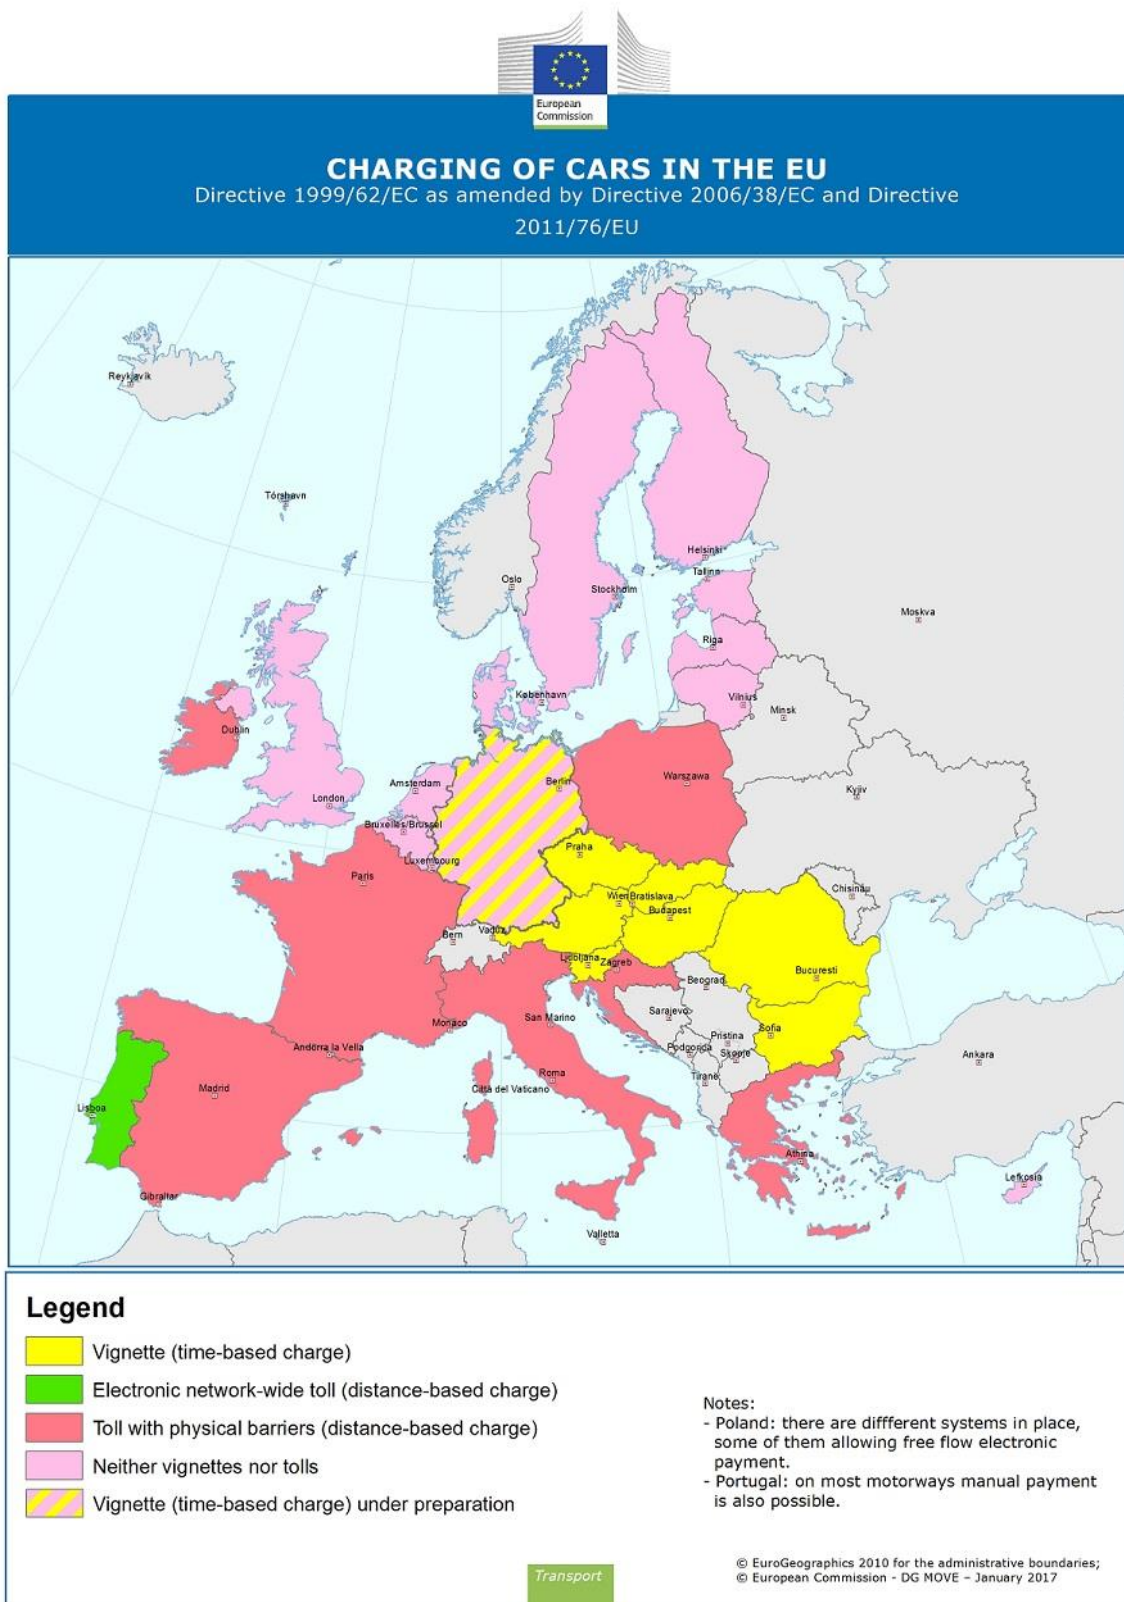 European
Commission
CHARGING OF CARS IN THE EU
Directive 1999/62/EC as amended by Directive 2006/38/EC and Directive
2011/76/EU
Reykjavik
Tórshavn
Helsinki
Tallinn
Oslo
Stockholm
Moskva
Riga
København
Vilnius
Minsk
Dublin
Warszawa
Amsterdam
Berlin
Kyjiv
London
Bruxelles/Brussel
Praha
Luxembourg
Paris
Chisinau
Wien
Bratislava
Budapest
Bern
Vaduz
Ljubljana
Zagreb
Bucuresti
Beograd
Sarajevo
Monaco
San Marino
Sofia
Pristina
Podgorica
Skopje
Andorra la Vella
Ankara
Tirane
Roma
Città del Vaticano
Madrid
Lisboa
Athina
Lefkosia
Gibraltar
Valletta
Legend
Vignette (time-based charge)
Electronic network-wide toll (distance-based charge)
Toll with physical barriers (distance-based charge)
Neither vignettes nor tolls
Vignette (time-based charge) under preparation
Notes:
- Poland: there are diffferent systems in place,
some of them allowing free flow electronic
payment.
- Portugal: on most motorways manual payment
is also possible.
Transport
© EuroGeographics 2010 for the administrative boundaries;
© European Commission - DG MOVE – January 2017